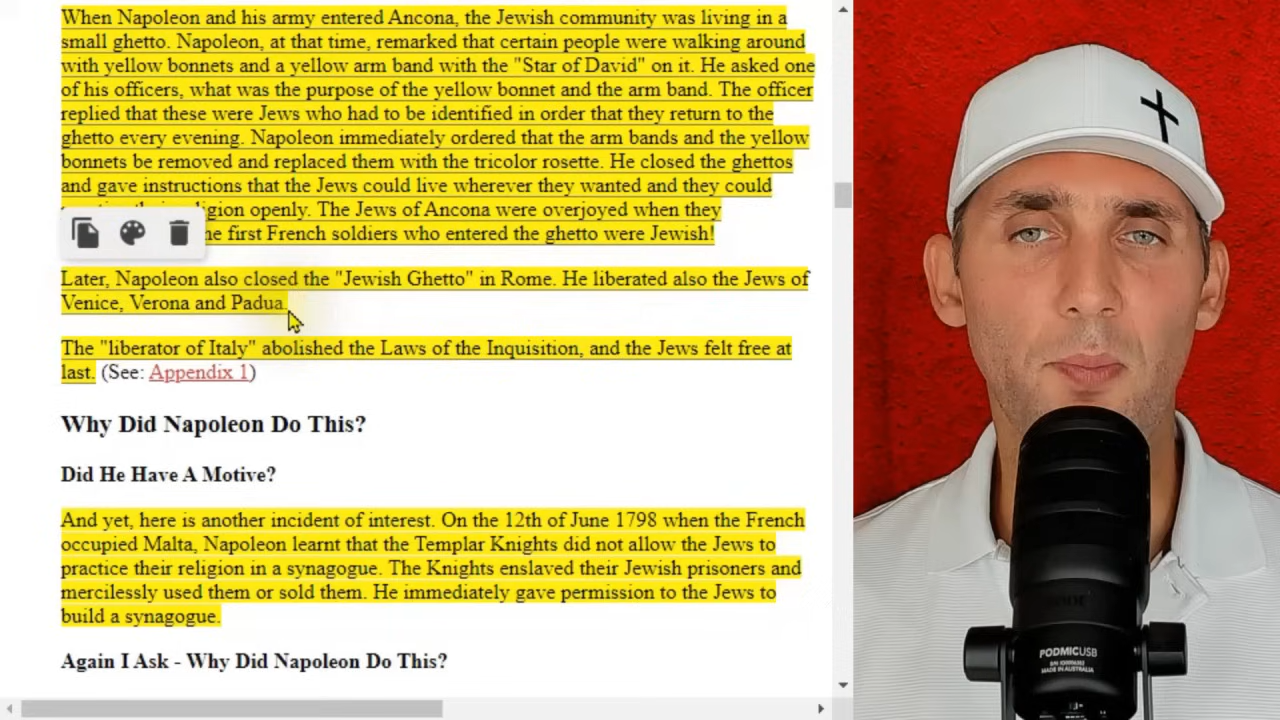 When Napoleon and his army entered Ancona, the Jewish community was living in a
small ghetto. Napoleon, at that time, remarked that certain people were walking around
with yellow bonnets and a yellow arm band with the "Star of David" on it. He asked one
of his officers, what was the purpose of the yellow bonnet and the arm band. The officer
replied that these were Jews who had to be identified in order that they return to the
ghetto every evening. Napoleon immediately ordered that the arm bands and the yellow
bonnets be removed and replaced them with the tricolor rosette. He closed the ghettos
and gave instructions that the Jews could live wherever they wanted and they could
openly. The Jews of Ancona were overjoyed when they
first French soldiers who entered the ghetto were Jewish!
Later, Napoleon also closed the "Jewish Ghetto" in Rome. He liberated also the Jews of
Venice, Verona and Padua.
The "liberator of Italy" abolished the Laws of the Inquisition, and the Jews felt free at
last. (See: Appendix 1)
Why Did Napoleon Do This?
Did He Have A Motive?
And yet, here is another incident of interest. On the 12th of June 1798 when the French
occupied Malta, Napoleon learnt that the Templar Knights did not allow the Jews to
practice their religion in a synagogue. The Knights enslaved their Jewish prisoners and
mercilessly used them or sold them. He immediately gave permission to the Jews to
build a synagogue.
Again I Ask - Why Did Napoleon Do This?
PODMICUSB
MADE IN AUSTRALIA